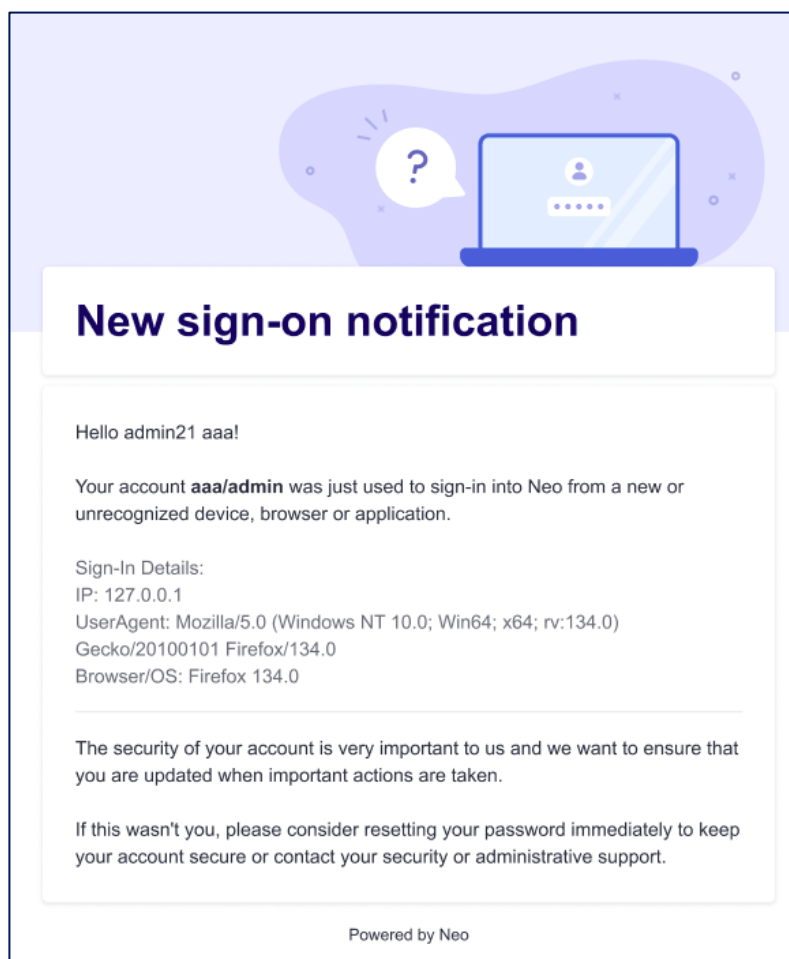 ?
New sign-on notification
Hello admin21 aaa!
Your account aaa/admin was just used to sign-in into Neo from a new or
unrecognized device, browser or application.
Sign-In Details:
IP: 127.0.0.1
UserAgent: Mozilla/5.0 (Windows NT 10.0; Win64; x64; rv:134.0)
Gecko/20100101 Firefox/134.0
Browser/OS: Firefox 134.0
The security of your account is very important to us and we want to ensure that
you are updated when important actions are taken.
If this wasn't you, please consider resetting your password immediately to keep
your account secure or contact your security or administrative support.
Powered by Neo